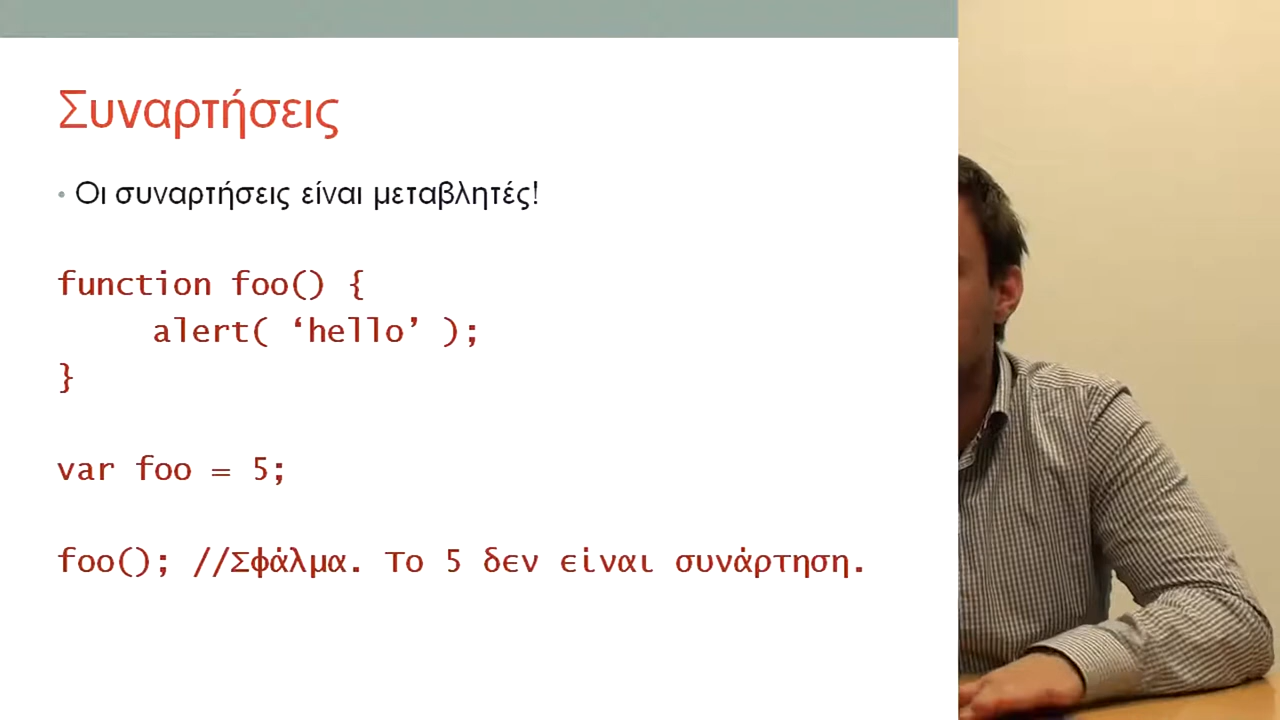 Συναρτήσεις
• Οι συναρτήσεις είναι μεταβλητές!
function foo() {
alert( ‘hello’ );
}
var foo = 5;
foo(); //Σφάλμα. Το 5 δεν είναι συνάρτηση.